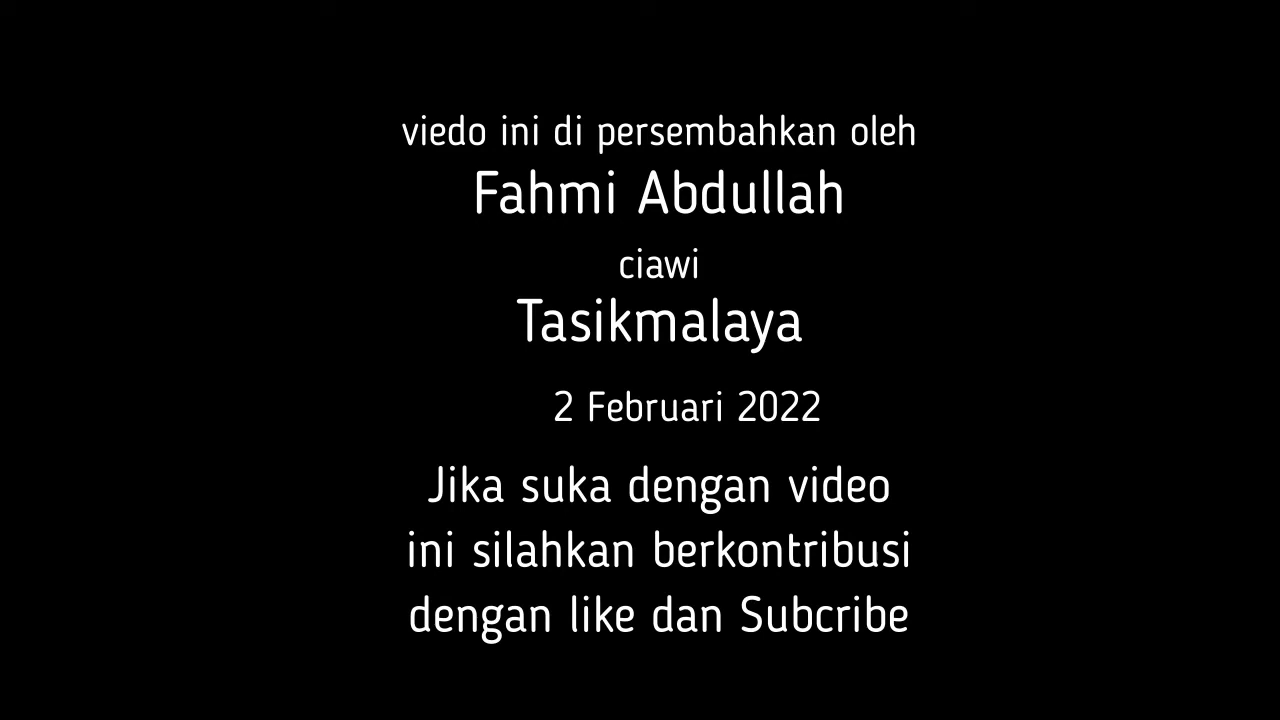 viedo ini di persembahkan oleh
Fahmi Abdullah
ciawi
Tasikmalaya
2 Februari 2022
Jika suka dengan video
ini silahkan berkontribusi
dengan like dan Subcribe